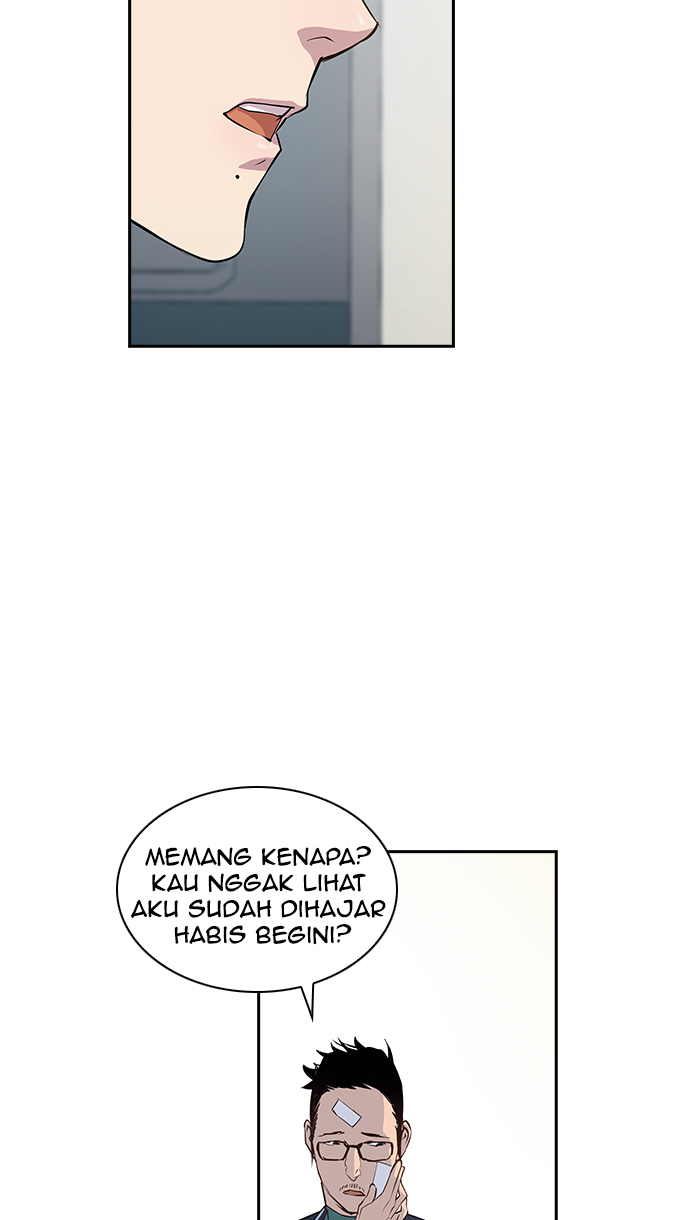 MEMANG KENAPA?
KAU NGGAK LIHAT
AKU SUDAH DIHAJAR
HABIS BEGINI?